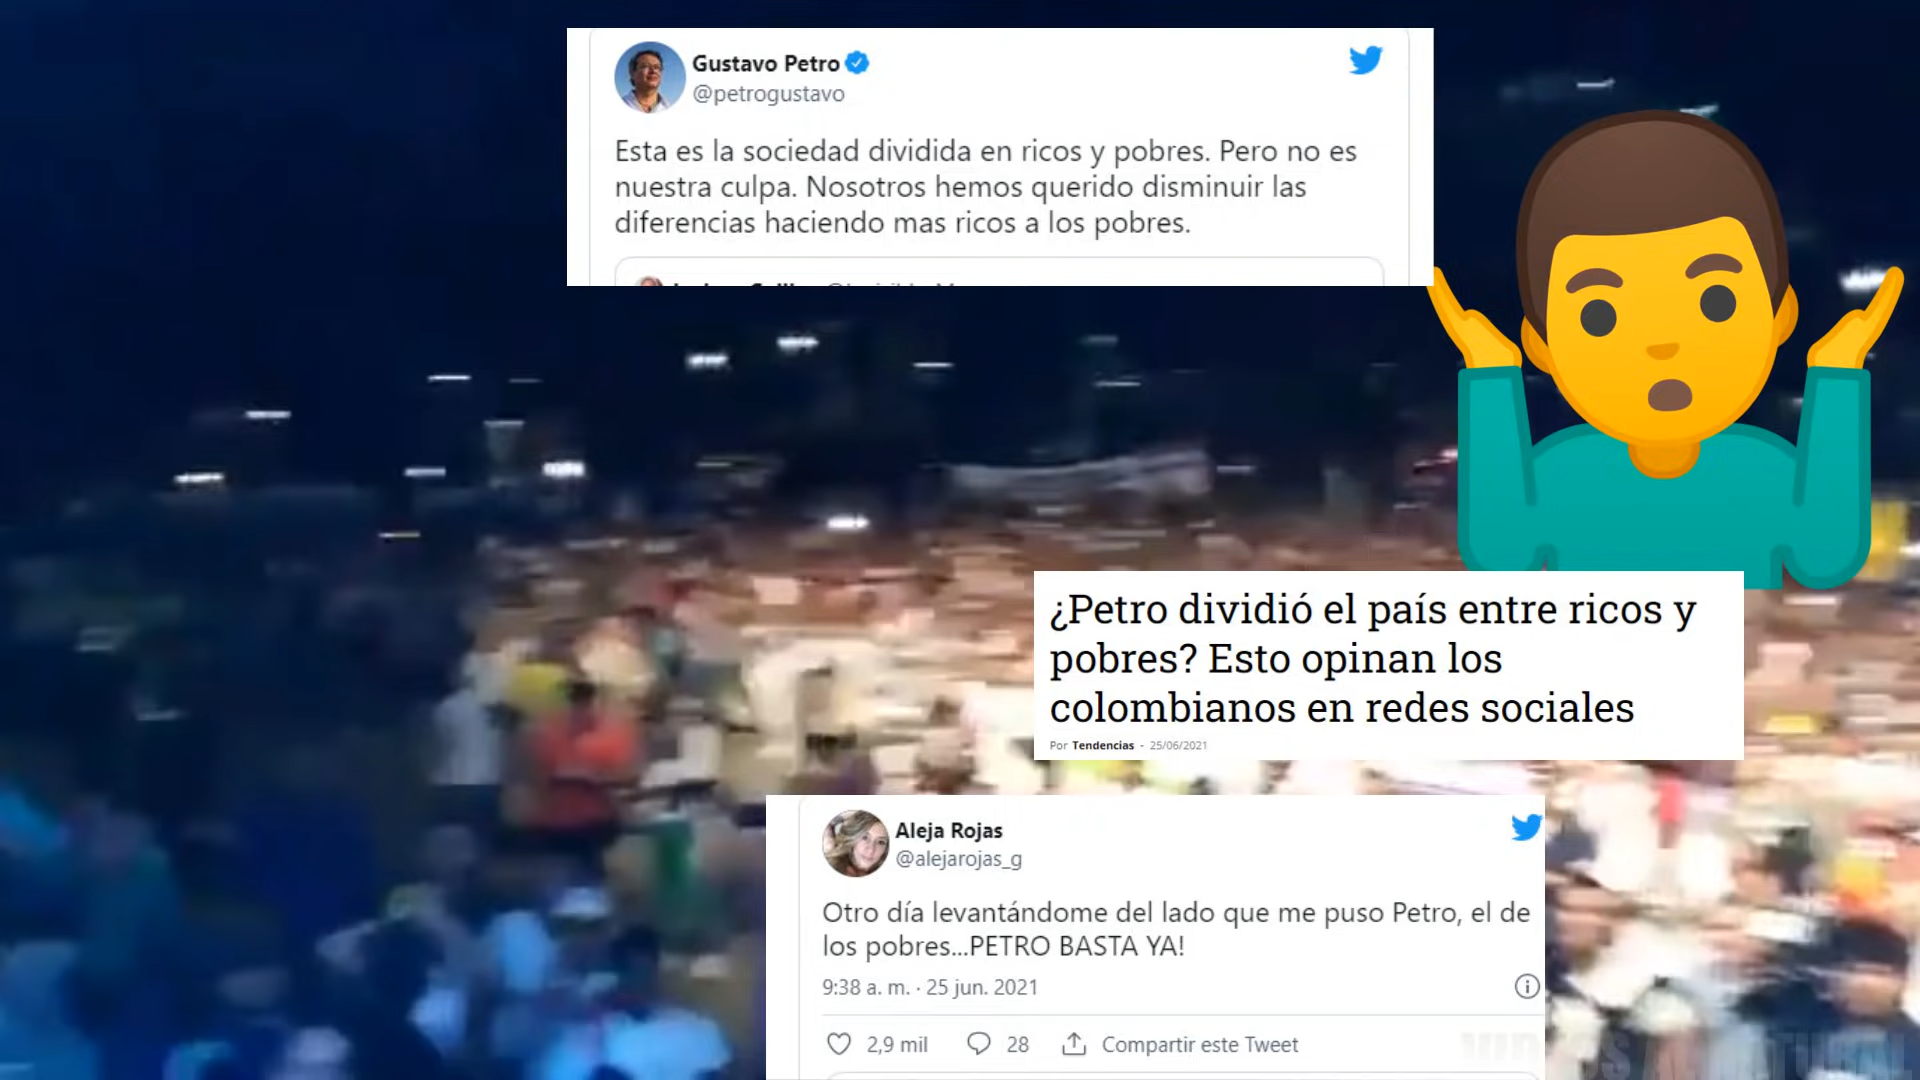 Gustavo Petro
@petrogustavo
Esta es la sociedad dividida en ricos y pobres. Pero no es
nuestra culpa. Nosotros hemos querido disminuir las
diferencias haciendo mas ricos a los pobres.
¿Petro dividió el país entre ricos y
pobres? Esto opinan los
colombianos en redes sociales
Por Tendencias - 25/06/2021
Aleja Rojas
@alejarojas_g
Otro día levantándome del lado que me puso Petro, el de
los pobres...PETRO BASTA YA!
9:38 a. m. · 25 jun. 2021
2,9 mil 28 Compartir este Tweet